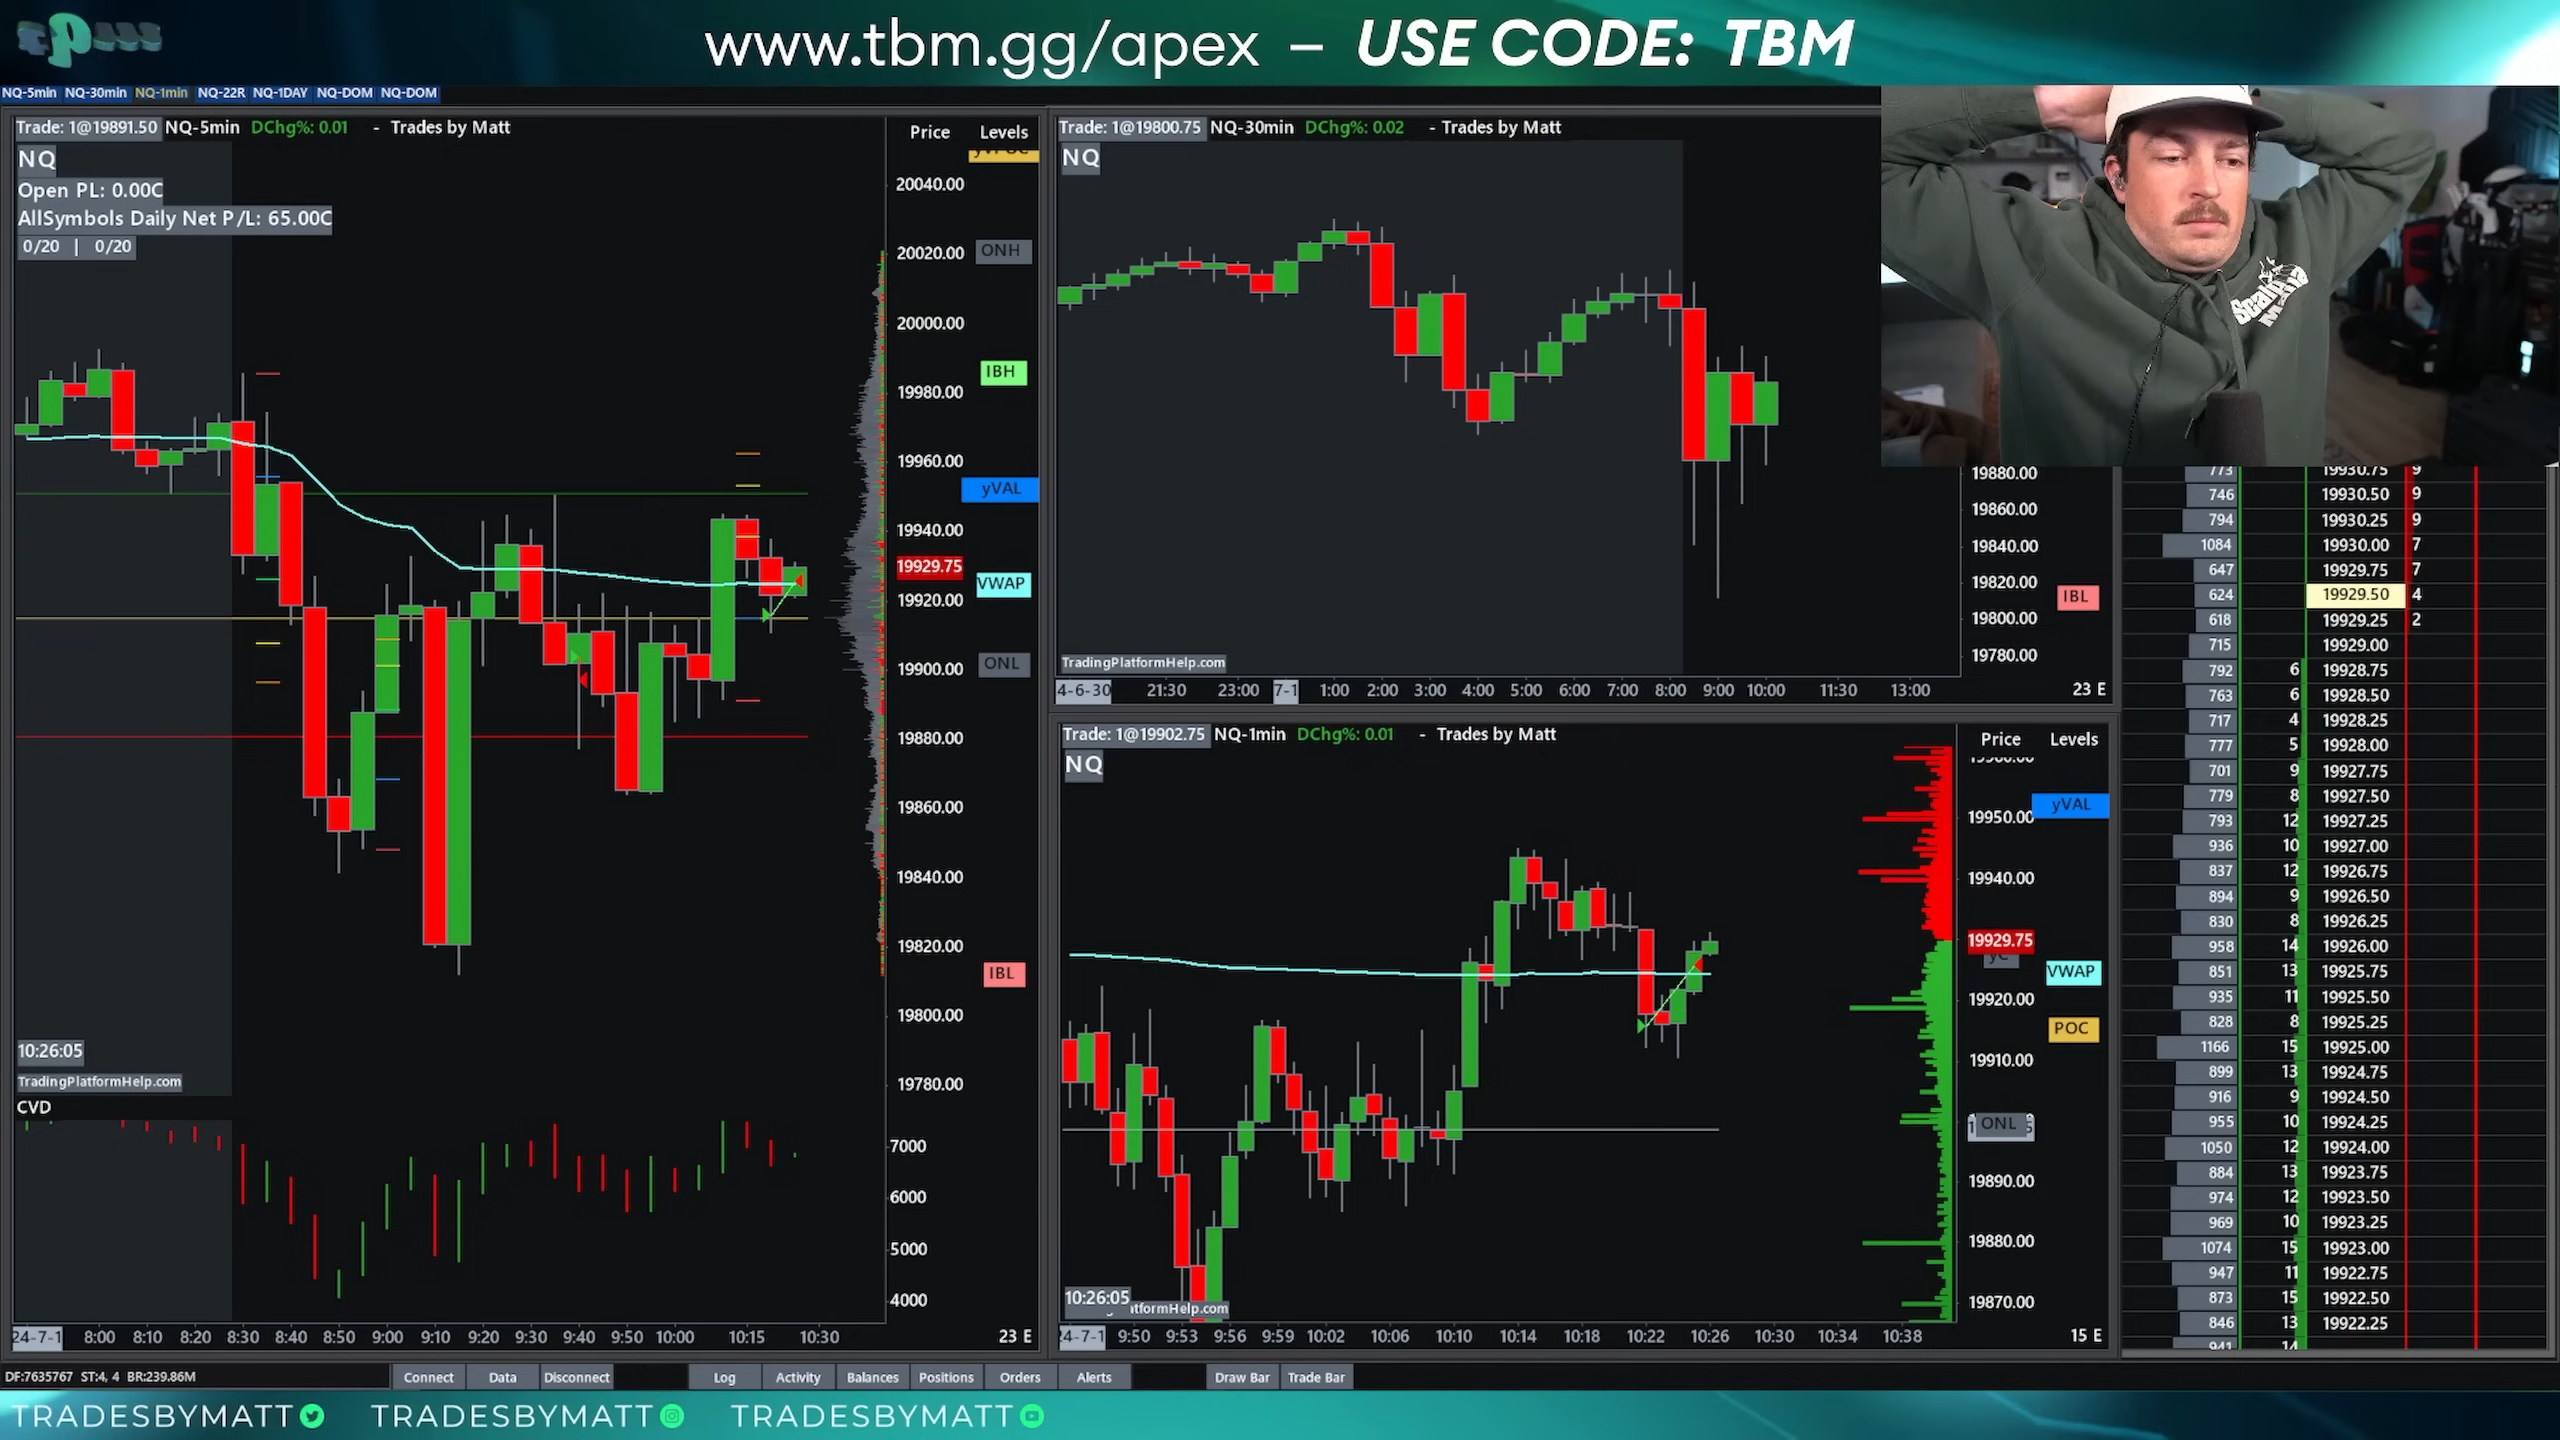 www.tbm.gg/apex – USE CODE: TBM
NQ-5min NQ-30min NQ-1min NQ-22R NQ-1DAY NQ-DOM NQ-DOM
Trade: 1@19891.50 NQ-5min DChg%: 0.01 - Trades by Matt
Price Levels
NQ
Open PL: 0.00C
AllSymbols Daily Net P/L: 65.00C
0/20 | 0/20
20040.00
20020.00 ONH
20000.00
IBH
19980.00
19960.00
yVAL
19940.00
19929.75
VWAP
19920.00
19900.00 ONL
19880.00
19860.00
19840.00
19820.00
IBL
19800.00
19780.00
10:26:05
TradingPlatformHelp.com
CVD
7000
6000
5000
4000
24-7-1 8:00 8:10 8:20 8:30 8:40 8:50 9:00 9:10 9:20 9:30 9:40 9:50 10:00 10:15 10:30
23 E
Trade: 1@19800.75 NQ-30min DChg%: 0.02 - Trades by Matt
NQ
19880.00
19860.00
19840.00
19820.00
IBL
19800.00
19780.00
TradingPlatformHelp.com
4-6-30 21:30 23:00 7-1 1:00 2:00 3:00 4:00 5:00 6:00 7:00 8:00 9:00 10:00 11:30 13:00
23 E
Trade: 1@19902.75 NQ-1min DChg%: 0.01 - Trades by Matt
Price Levels
NQ
yVAL
19950.00
19940.00
19929.75
yC
VWAP
19920.00
POC
19910.00
ONL
19890.00
19880.00
19870.00
10:26:05
tformHelp.com
24-7-1 9:50 9:53 9:56 9:59 10:02 10:06 10:10 10:14 10:18 10:22 10:26 10:30 10:34 10:38
15 E
773 19930.75 9
746 19930.50 9
794 19930.25 9
1084 19930.00 7
647 19929.75 7
624 19929.50 4
618 19929.25 2
715 19929.00
792 6 19928.75
763 6 19928.50
717 4 19928.25
777 5 19928.00
701 9 19927.75
779 8 19927.50
793 12 19927.25
936 10 19927.00
837 12 19926.75
894 9 19926.50
830 8 19926.25
958 14 19926.00
851 13 19925.75
935 11 19925.50
828 8 19925.25
1166 15 19925.00
899 13 19924.75
916 9 19924.50
955 10 19924.25
1050 12 19924.00
884 13 19923.75
974 12 19923.50
969 10 19923.25
1074 15 19923.00
947 11 19922.75
873 15 19922.50
846 13 19922.25
941 14
DF:7635767 ST:4, 4 BR:239.86M
Connect Data Disconnect Log Activity Balances Positions Orders Alerts Draw Bar Trade Bar
TRADESBYMATT TRADESBYMATT TRADESBYMATT